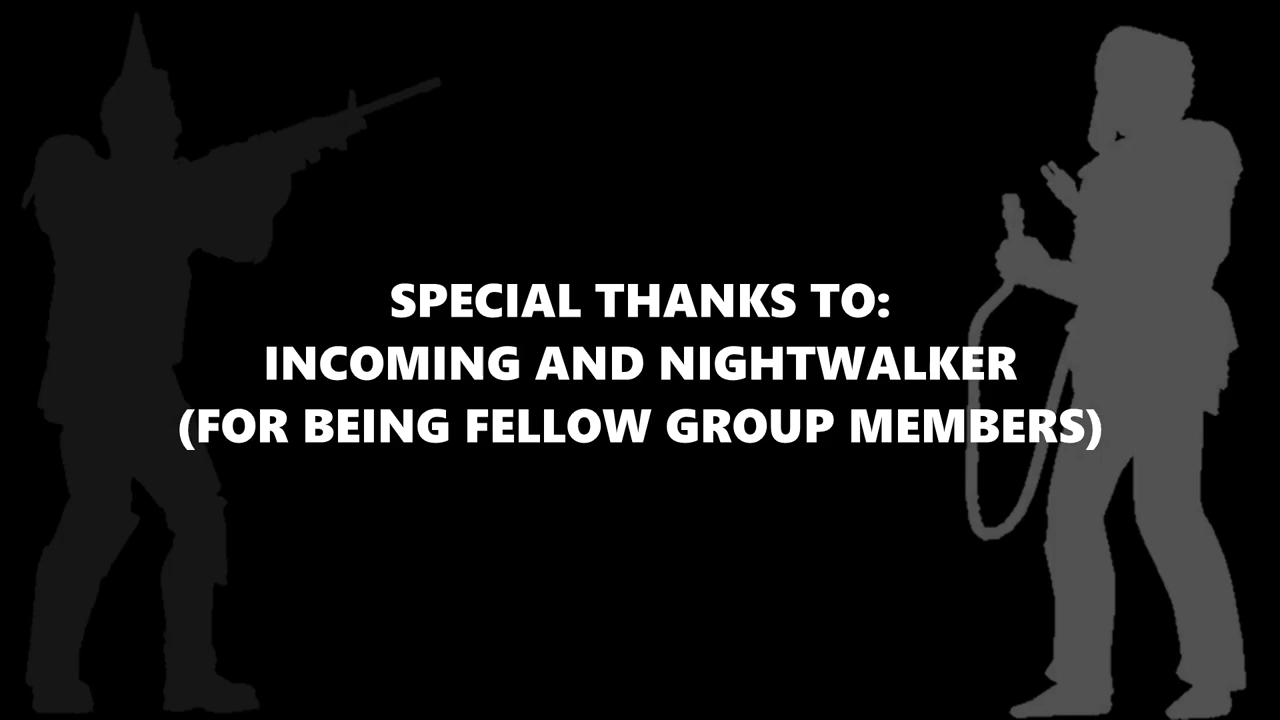 SPECIAL THANKS TO:
INCOMING AND NIGHTWALKER
(FOR BEING FELLOW GROUP MEMBERS)